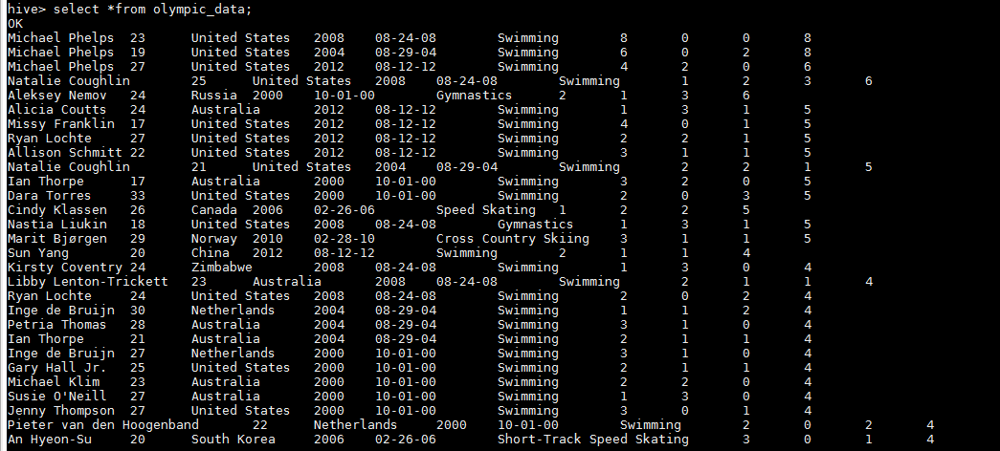 hive> select *from olympic_data;
OK
Michael Phelps 23 United States 2008 08-24-08 Swimming 8 0 0 8
Michael Phelps 19 United States 2004 08-29-04 Swimming 6 0 2 8
Michael Phelps 27 United States 2012 08-12-12 Swimming 4 2 0 6
Natalie Coughlin 25 United States 2008 08-24-08 Swimming 1 2 3 6
Aleksey Nemov 24 Russia 2000 10-01-00 Gymnastics 2 1 3 6
Alicia Coutts 24 Australia 2012 08-12-12 Swimming 1 3 1 5
Missy Franklin 17 United States 2012 08-12-12 Swimming 4 0 1 5
Ryan Lochte 27 United States 2012 08-12-12 Swimming 2 2 1 5
Allison Schmitt 22 United States 2012 08-12-12 Swimming 3 1 1 5
Natalie Coughlin 21 United States 2004 08-29-04 Swimming 2 2 1 5
Ian Thorpe 17 Australia 2000 10-01-00 Swimming 3 2 0 5
Dara Torres 33 United States 2000 10-01-00 Swimming 2 0 3 5
Cindy Klassen 26 Canada 2006 02-26-06 Speed Skating 1 2 2 5
Nastia Liukin 18 United States 2008 08-24-08 Gymnastics 1 3 1 5
Marit Bjørgen 29 Norway 2010 02-28-10 Cross Country Skiing 3 1 1 5
Sun Yang 20 China 2012 08-12-12 Swimming 2 1 1 4
Kirsty Coventry 24 Zimbabwe 2008 08-24-08 Swimming 1 3 0 4
Libby Lenton-Trickett 23 Australia 2008 08-24-08 Swimming 2 1 1 4
Ryan Lochte 24 United States 2008 08-24-08 Swimming 2 0 2 4
Inge de Bruijn 30 Netherlands 2004 08-29-04 Swimming 1 1 2 4
Petria Thomas 28 Australia 2004 08-29-04 Swimming 3 1 0 4
Ian Thorpe 21 Australia 2004 08-29-04 Swimming 2 1 1 4
Inge de Bruijn 27 Netherlands 2000 10-01-00 Swimming 3 1 0 4
Gary Hall Jr. 25 United States 2000 10-01-00 Swimming 2 1 1 4
Michael Klim 23 Australia 2000 10-01-00 Swimming 2 2 0 4
Susie O'Neill 27 Australia 2000 10-01-00 Swimming 1 3 0 4
Jenny Thompson 27 United States 2000 10-01-00 Swimming 3 0 1 4
Pieter van den Hoogenband 22 Netherlands 2000 10-01-00 Swimming 2 0 2 4
An Hyeon-Su 20 South Korea 2006 02-26-06 Short-Track Speed Skating 3 0 1 4